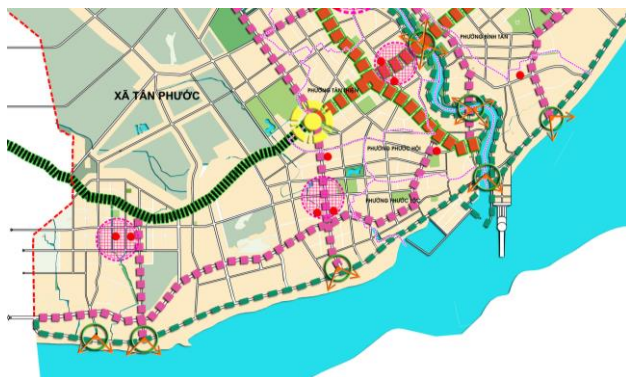 PHƯỜNG BÌNH TÂN
XÃ TÂN PHƯỚC
PHƯỜNG TÂN THIỆN
PHƯỜNG PHƯỚC HỘI
PHƯỜNG PHƯỚC LỘC